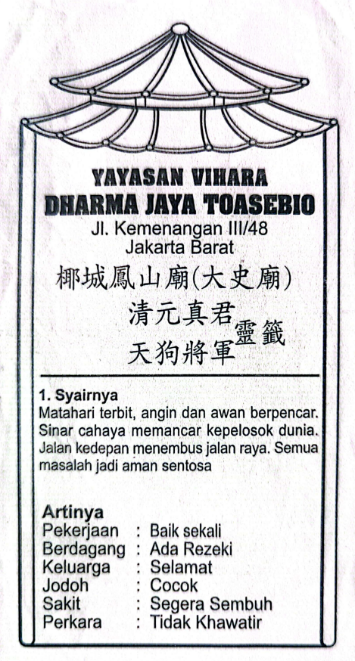 YAYASAN VIHARA
DHARMA JAYA TOASEBIO
Jl. Kemenangan III/48
Jakarta Barat
椰城鳳山廟(大史廟)
清元真君
靈籤
天狗將軍
1. Syairnya
Matahari terbit, angin dan awan berpencar.
Sinar cahaya memancar kepelosok dunia.
Jalan kedepan menembus jalan raya. Semua
masalah jadi aman sentosa
Artinya
Pekerjaan : Baik sekali
Berdagang : Ada Rezeki
Keluarga : Selamat
Jodoh : Cocok
Sakit : Segera Sembuh
Perkara : Tidak Khawatir